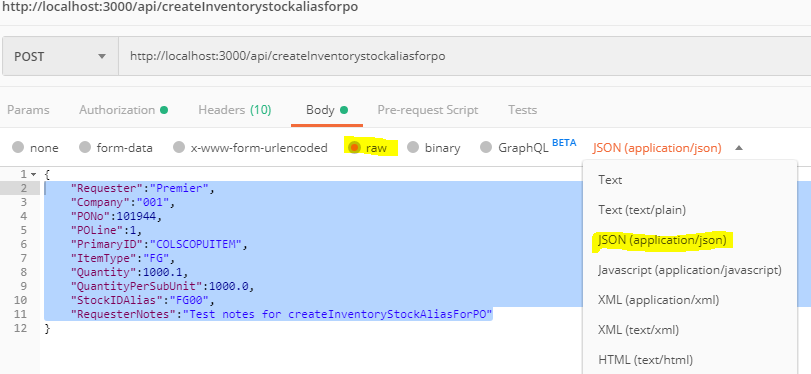 http://localhost:3000/api/createInventorystockaliasforpo
POST http://localhost:3000/api/createInventorystockaliasforpo
Params Authorization Headers (10) Body Pre-request Script Tests
none form-data x-www-form-urlencoded raw binary GraphQL BETA JSON (application/json)
1 {
2 "Requester":"Premier",
3 "Company":"001",
4 "PONo":101944,
5 "POLine":1,
6 "PrimaryID":"COLSCOPUITEM",
7 "ItemType":"FG",
8 "Quantity":1000.1,
9 "QuantityPerSubUnit":1000.0,
10 "StockIDAlias":"FG00",
11 "RequesterNotes":"Test notes for createInventoryStockAliasForPO"
12 }
Text
Text (text/plain)
JSON (application/json)
Javascript (application/javascript)
XML (application/xml)
XML (text/xml)
HTML (text/html)